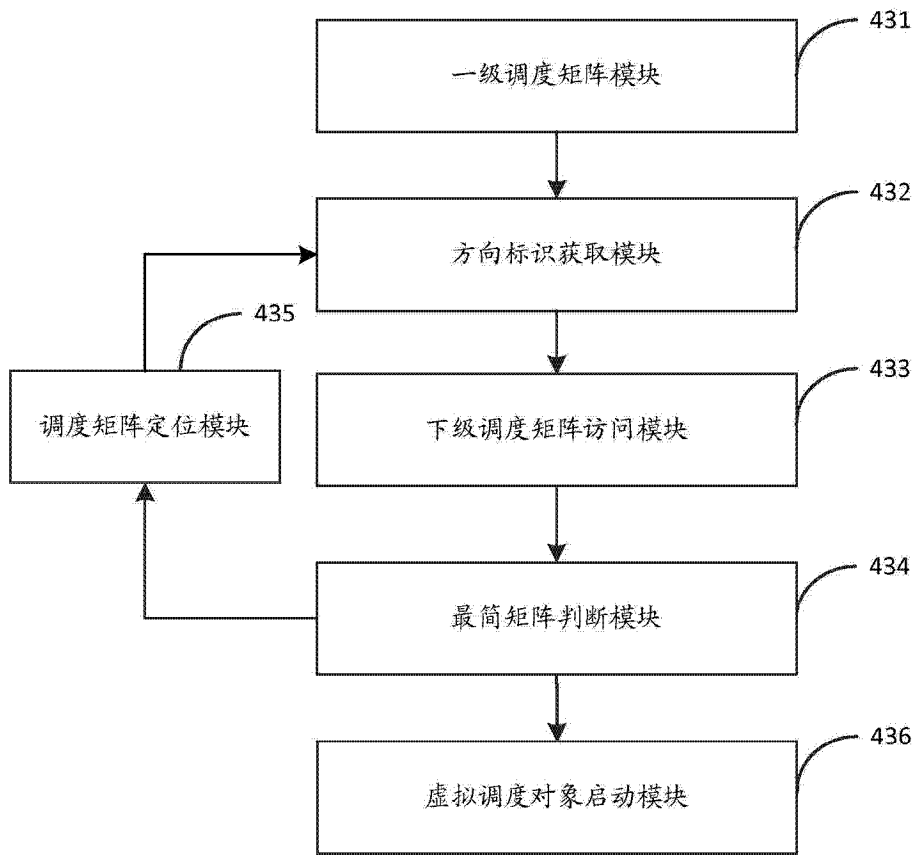 431
一级调度矩阵模块
432
方向标识获取模块
435
433
调度矩阵定位模块
下级调度矩阵访问模块
434
最简矩阵判断模块
436
虚拟调度对象启动模块